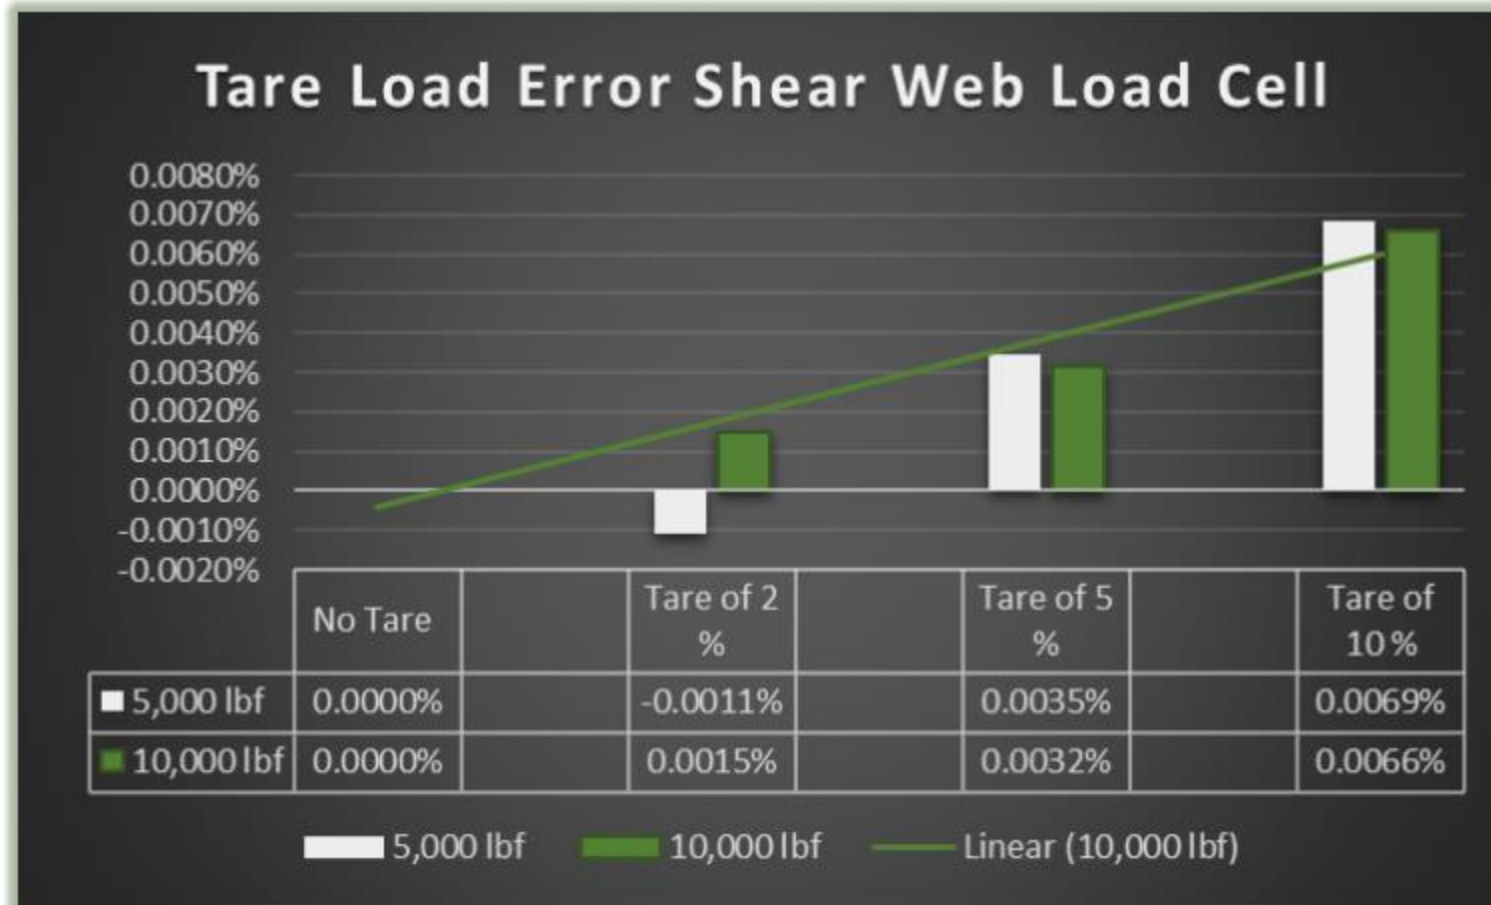 Tare Load Error Shear Web Load Cell
0.0080%
0.0070%
0.0060%
0.0050%
0.0040%
0.0030%
0.0020%
0.0010%
0.0000%
-0.0010%
-0.0020%
No Tare Tare of 2 Tare of 5 Tare of
% % 10 %
5,000 lbf 0.0000% -0.0011% 0.0035% 0.0069%
10,000 lbf 0.0000% 0.0015% 0.0032% 0.0066%
5,000 lbf 10,000 lbf Linear (10,000 lbf)